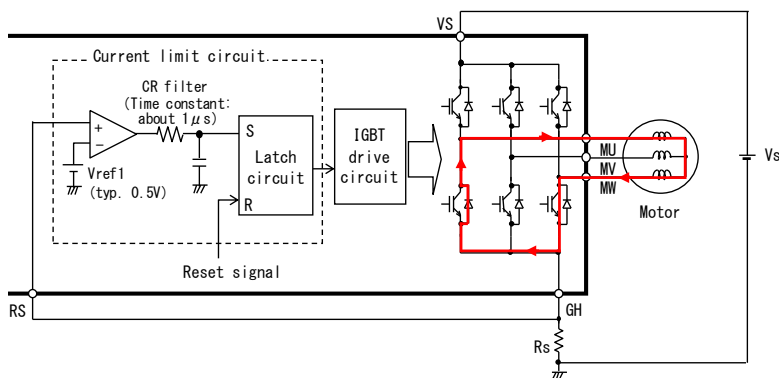 VS
Current limit circuit
CR filter
(Time constant:
about 1μs)
+
−
Vref1
(typ. 0.5V)
S
Latch
circuit
R
IGBT
drive
circuit
Reset signal
MU
MV
MW
Motor
Vs
RS
GH
Rs